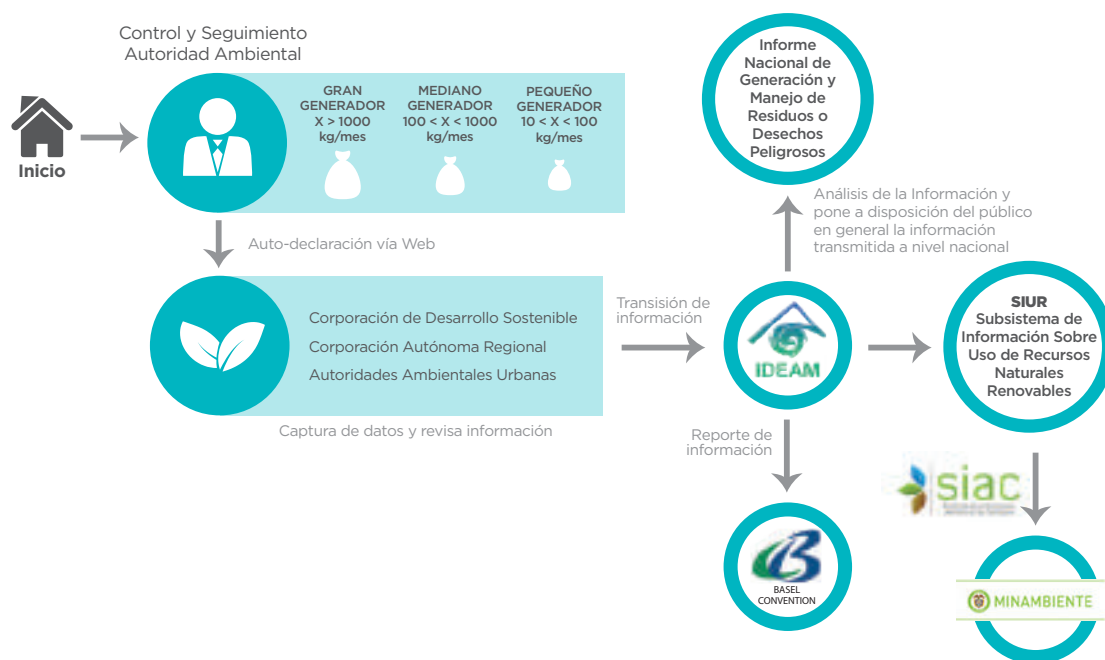 Control y Seguimiento
Autoridad Ambiental
Inicio
GRAN
GENERADOR
X > 1000
kg/mes
MEDIANO
GENERADOR
100 < X < 1000
kg/mes
PEQUEÑO
GENERADOR
10 < X < 100
kg/mes
Auto-declaración vía Web
Corporación de Desarrollo Sostenible
Corporación Autónoma Regional
Autoridades Ambientales Urbanas
Captura de datos y revisa información
Transisión de
información
IDEAM
Informe
Nacional de
Generación y
Manejo de
Residuos o
Desechos
Peligrosos
Análisis de la Información y
pone a disposición del público
en general la información
transmitida a nivel nacional
SIUR
Subsistema de
Información Sobre
Uso de Recursos
Naturales
Renovables
Reporte de
información
BASEL
CONVENTION
siac
MINAMBIENTE